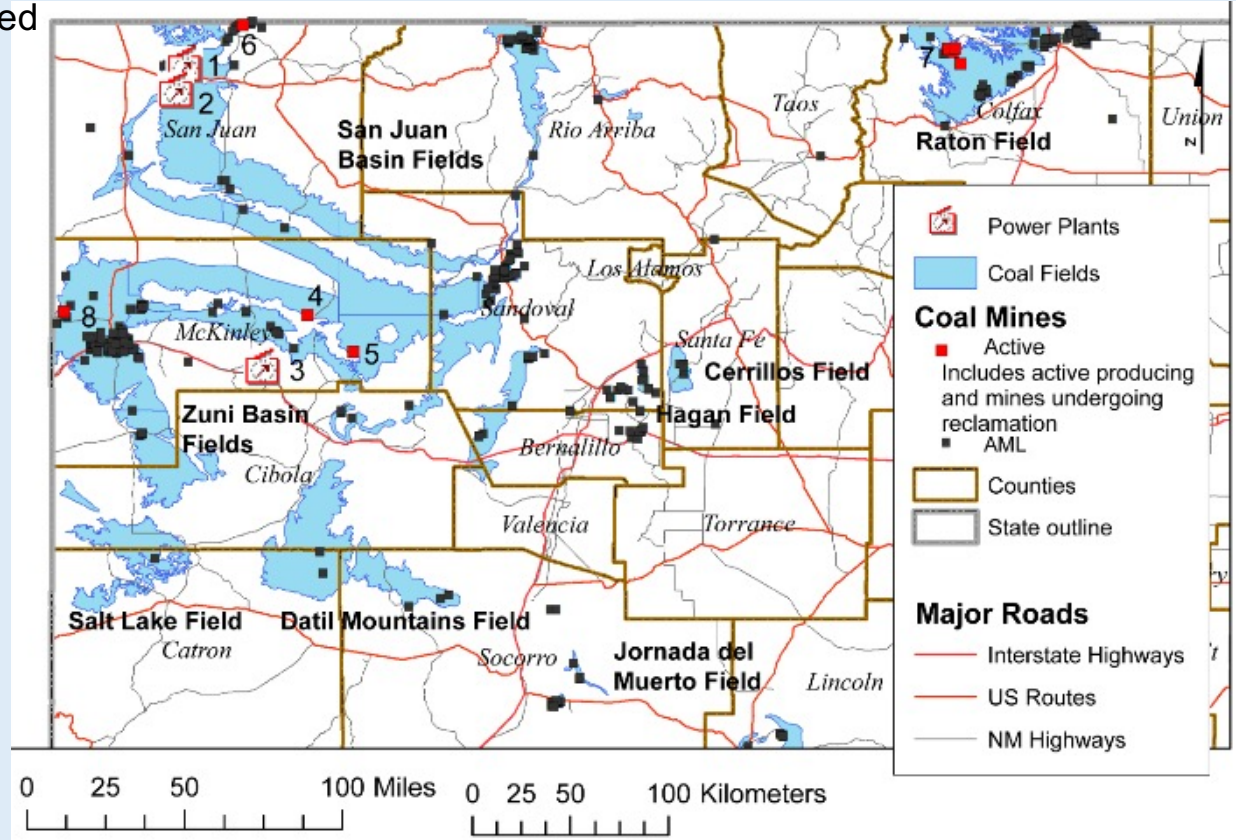 ed
6
1
2
San Juan
San Juan
Basin Fields
Rio Arriba
Taos
7
Colfax
Raton Field
Union
N
Los Alamos
Sandoval
4
8
McKinley
5
3
Santa Fe
Cerrillos Field
Zuni Basin
Fields
Hagan Field
Bernalillo
Cibola
Valencia
Torrance
Salt Lake Field
Datil Mountains Field
Catron
Socorro
Jornada del
Muerto Field
Lincoln
Power Plants
Coal Fields
Coal Mines
Active
Includes active producing
and mines undergoing
reclamation
AML
Counties
State outline
Major Roads
Interstate Highways
US Routes
NM Highways
0 25 50 100 Miles
0 25 50 100 Kilometers